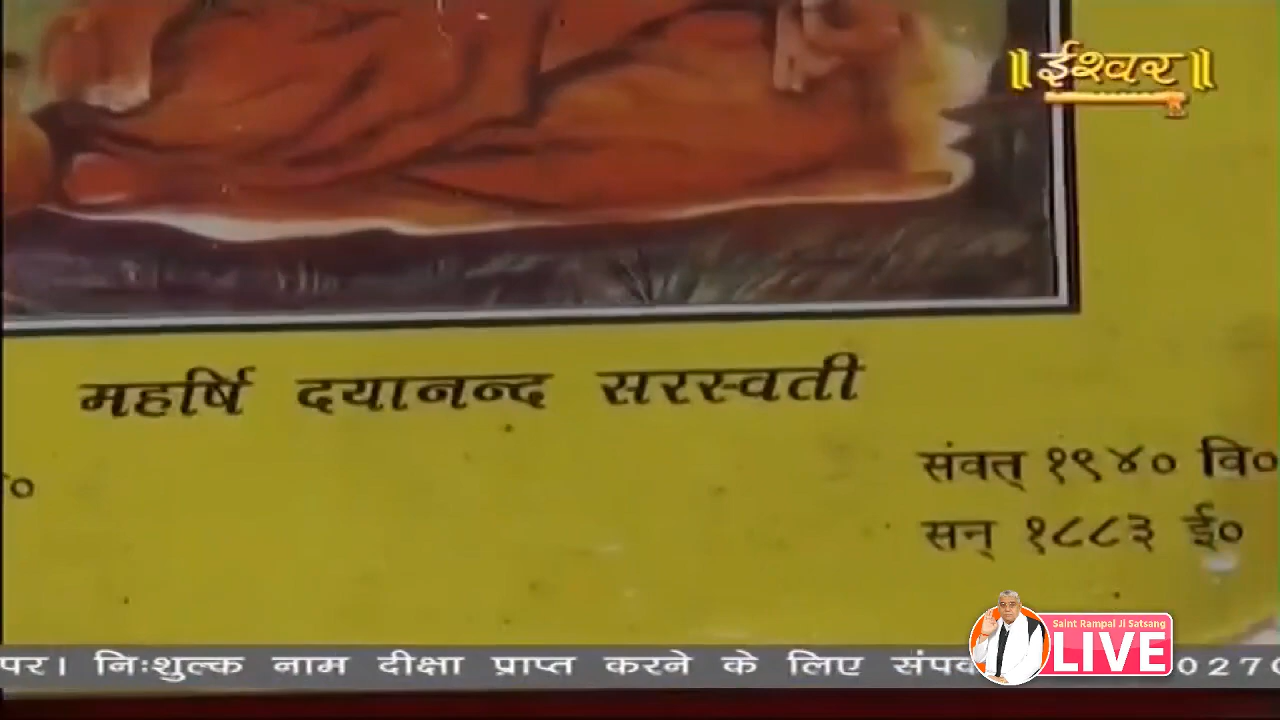 ॥ ईश्वर ॥
महर्षि दयानन्द सरस्वती
संवत् १९४० वि०
सन् १८८३ ई०
Saint Rampal Ji Satsang
LIVE
पर। निःशुल्क नाम दीक्षा प्राप्त करने के लिए